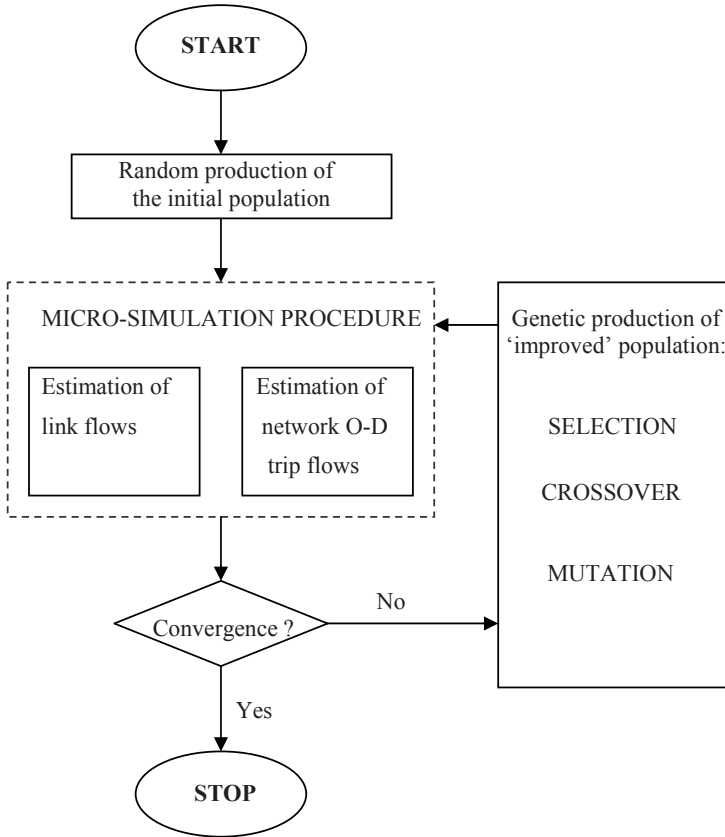 START
Random production of
the initial population
MICRO-SIMULATION PROCEDURE
Estimation of
link flows
Estimation of
network O-D
trip flows
Genetic production of
‘improved’ population:
SELECTION
CROSSOVER
MUTATION
Convergence ?
No
Yes
STOP